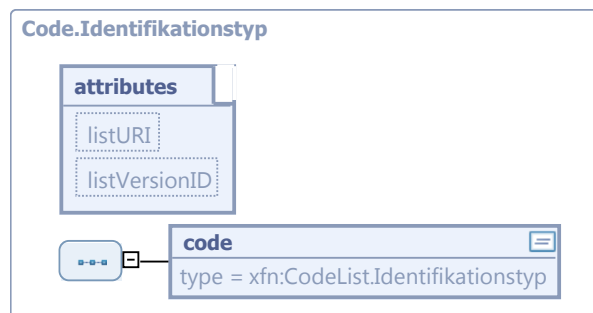 Code.Identifikationstyp
attributes
listURI
listVersionID
code
type = xfn:CodeList.Identifikationstyp